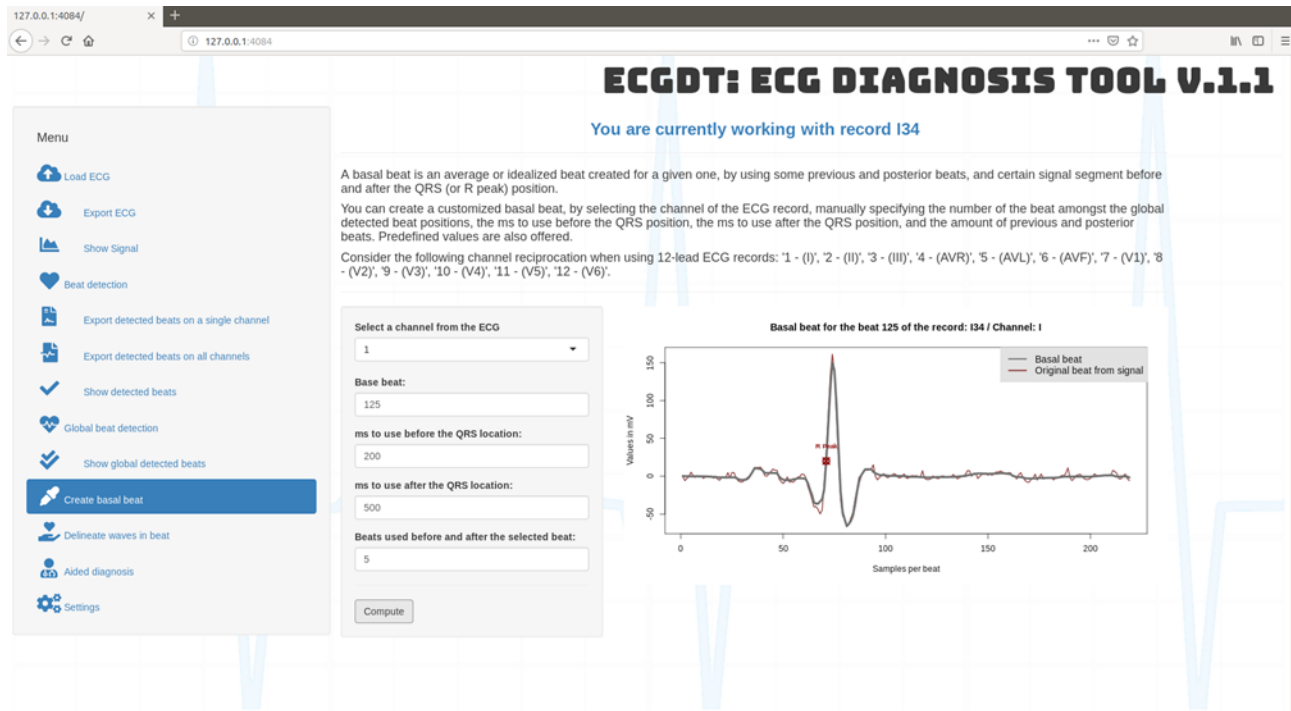 127.0.0.1:4084/
127.0.0.1:4084
ECGDT: ECG DIAGNOSIS TOOL V.1.1
Menu
Load ECG
Export ECG
Show Signal
Beat detection
Export detected beats on a single channel
Export detected beats on all channels
Show detected beats
Global beat detection
Show global detected beats
Create basal beat
Delineate waves in beat
Aided diagnosis
Settings
You are currently working with record I34
A basal beat is an average or idealized beat created for a given one, by using some previous and posterior beats, and certain signal segment before
and after the QRS (or R peak) position.
You can create a customized basal beat, by selecting the channel of the ECG record, manually specifying the number of the beat amongst the global
detected beat positions, the ms to use before the QRS position, the ms to use after the QRS position, and the amount of previous and posterior
beats. Predefined values are also offered.
Consider the following channel reciprocation when using 12-lead ECG records: '1 - (I)', '2 - (II)', '3 - (III)', '4 - (AVR)', '5 - (AVL)', '6 - (AVF)', '7 - (V1)', '8
- (V2)', '9 - (V3)', '10 - (V4)', '11 - (V5)', '12 - (V6)'.
Select a channel from the ECG
1
Base beat:
125
ms to use before the QRS location:
200
ms to use after the QRS location:
500
Beats used before and after the selected beat:
5
Compute
Basal beat for the beat 125 of the record: I34 / Channel: I
Basal beat
Original beat from signal
R Peak
Values in mV
150
100
50
0
-50
0 50 100 150 200
Samples per beat